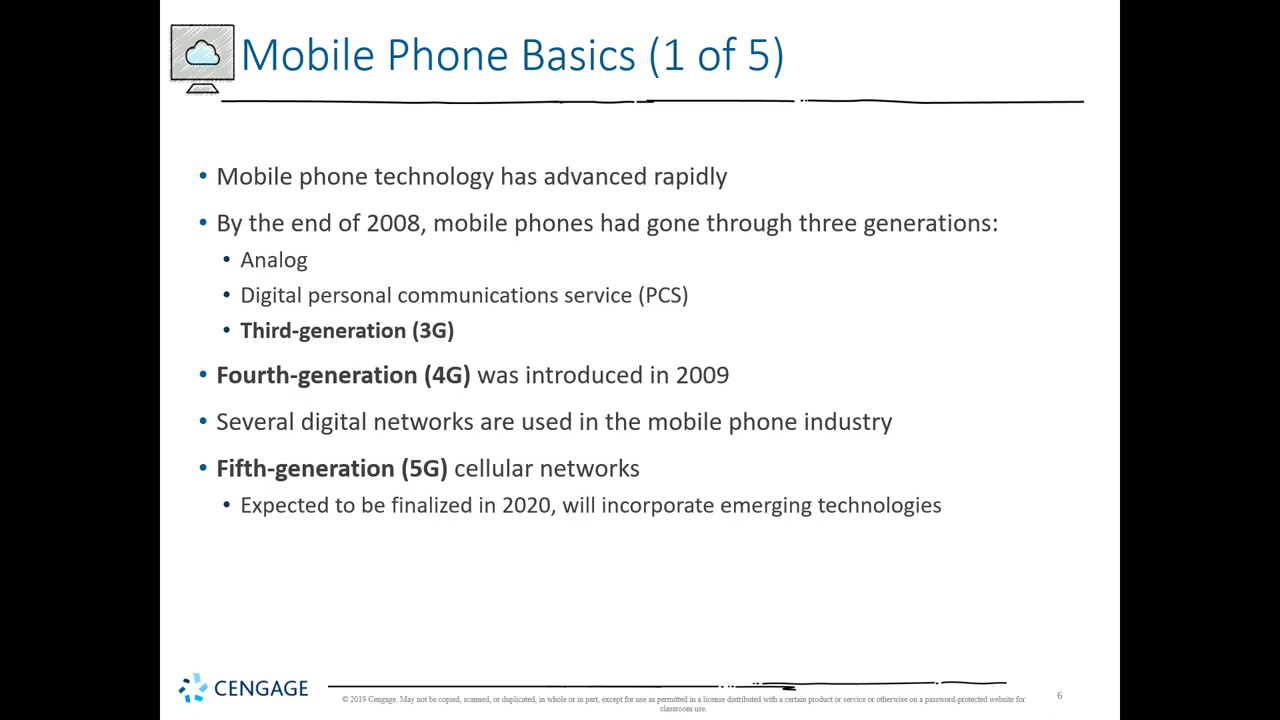 Mobile Phone Basics (1 of 5)
• Mobile phone technology has advanced rapidly
• By the end of 2008, mobile phones had gone through three generations:
• Analog
• Digital personal communications service (PCS)
• Third-generation (3G)
• Fourth-generation (4G) was introduced in 2009
• Several digital networks are used in the mobile phone industry
• Fifth-generation (5G) cellular networks
• Expected to be finalized in 2020, will incorporate emerging technologies
CENGAGE
© 2019 Cengage. May not be copied, scanned, or duplicated, in whole or in part, except for use as permitted in a license distributed with a certain product or service or otherwise on a password-protected website for
classroom use.
6